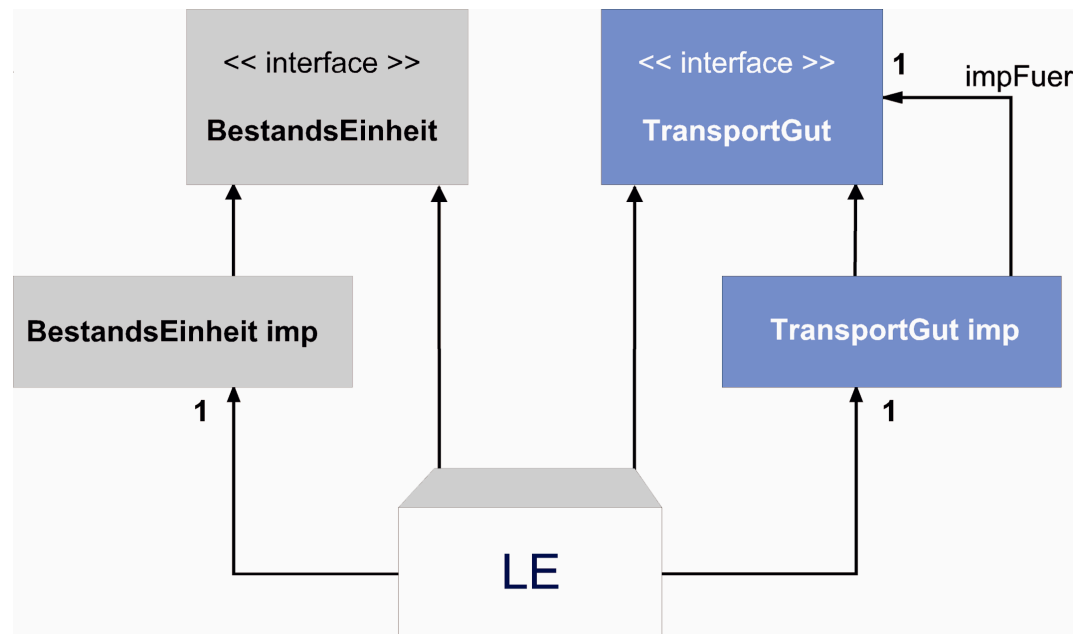 << interface >>
BestandsEinheit
<< interface >>
TransportGut
1
impFuer
BestandsEinheit imp
TransportGut imp
1
1
LE